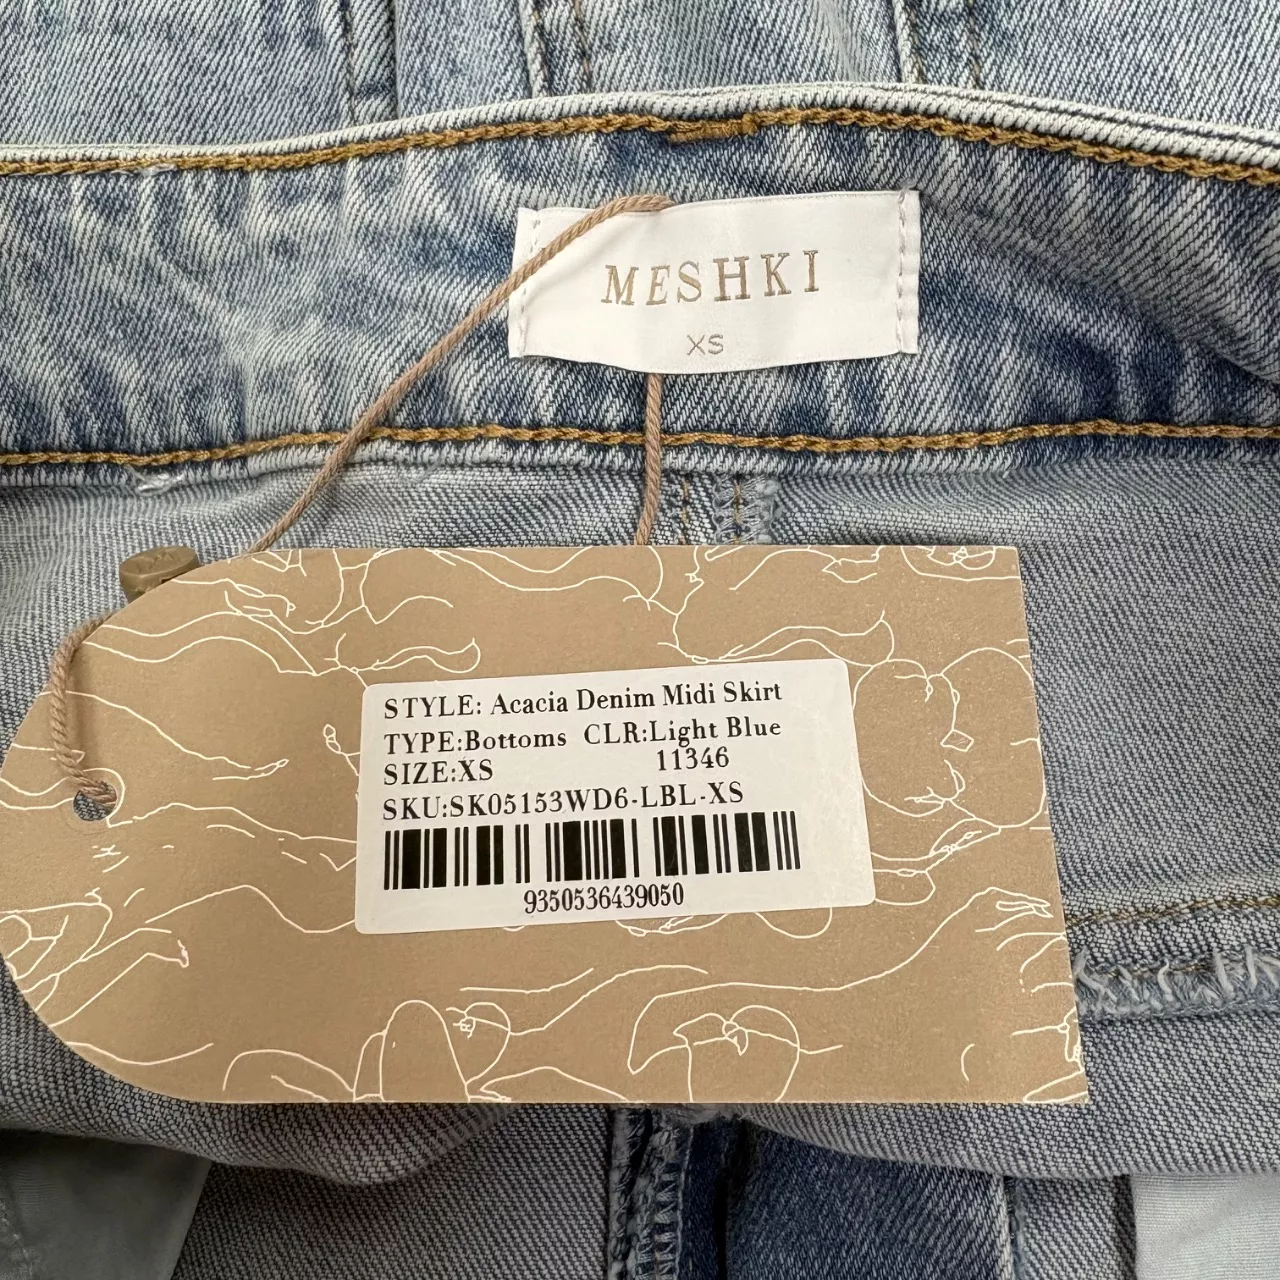 MESHKI
XS
STYLE: Acacia Denim Midi Skirt
TYPE:Bottoms CLR:Light Blue
SIZE:XS 11346
SKU:SK05153WD6-LBL-XS
9350536439050